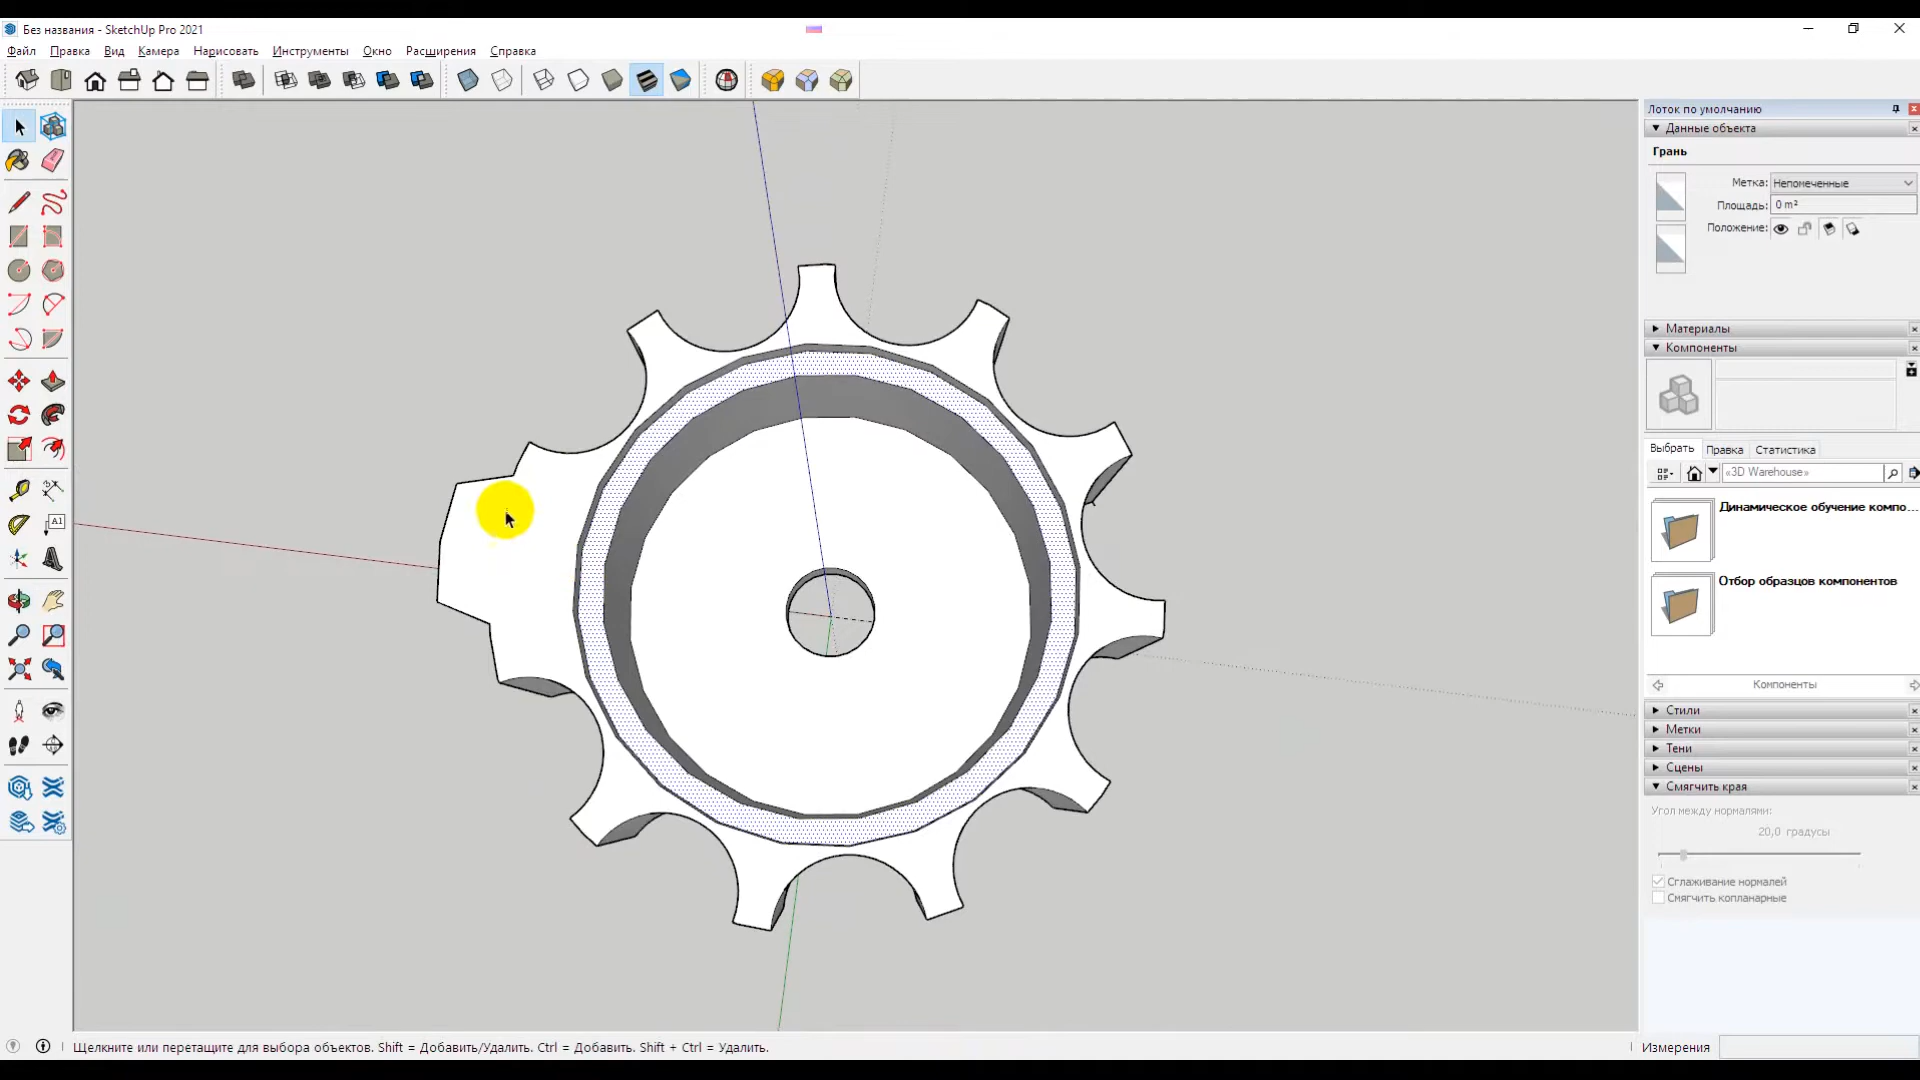 Без названия - SketchUp Pro 2021
Файл Правка Вид Камера Нарисовать Инструменты Окно Расширения Справка
Лоток по умолчанию
Данные объекта
Грань
Метка: Непомеченные
Площадь: 0 m²
Положение:
Материалы
Компоненты
Выбрать Правка Статистика
«3D Warehouse»
Динамическое обучение компо...
Отбор образцов компонентов
Компоненты
Стили
Метки
Тени
Сцены
Смягчить края
Угол между нормалями:
20,0 градусы
Сглаживание нормалей
Смягчить копланарные
A1
Щелкните или перетащите для выбора объектов. Shift = Добавить/Удалить. Ctrl = Добавить. Shift + Ctrl = Удалить.
Измерения